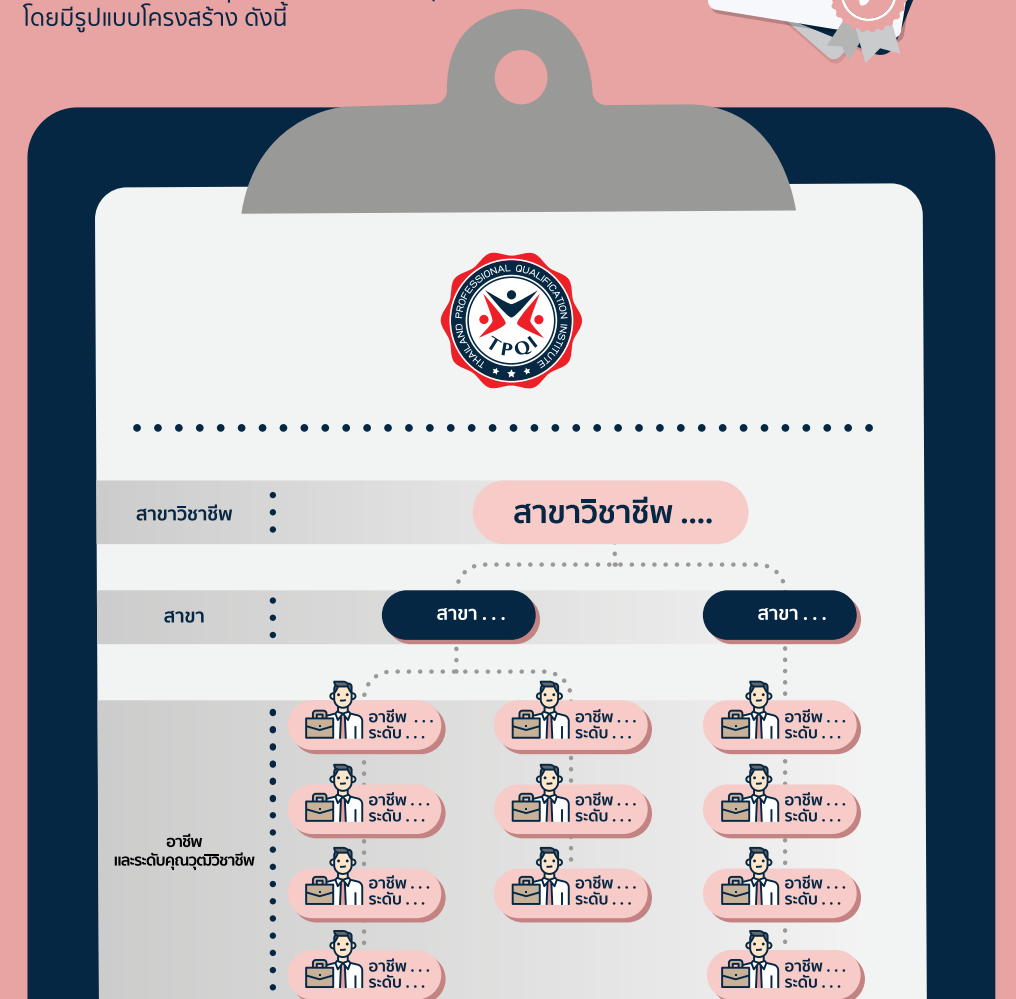 โดยมีรูปแบบโครงสร้าง ดังนี้
THAILAND PROFESSIONAL QUALIFICATION INSTITUTE
TPQI
สาขาวิชาชีพ
สาขาวิชาชีพ ....
สาขา
สาขา . . .
สาขา . . .
อาชีพ
และระดับคุณวุฒิวิชาชีพ
อาชีพ . . .
ระดับ . . .
อาชีพ . . .
ระดับ . . .
อาชีพ . . .
ระดับ . . .
อาชีพ . . .
ระดับ . . .
อาชีพ . . .
ระดับ . . .
อาชีพ . . .
ระดับ . . .
อาชีพ . . .
ระดับ . . .
อาชีพ . . .
ระดับ . . .
อาชีพ . . .
ระดับ . . .
อาชีพ . . .
ระดับ . . .
อาชีพ . . .
ระดับ . . .